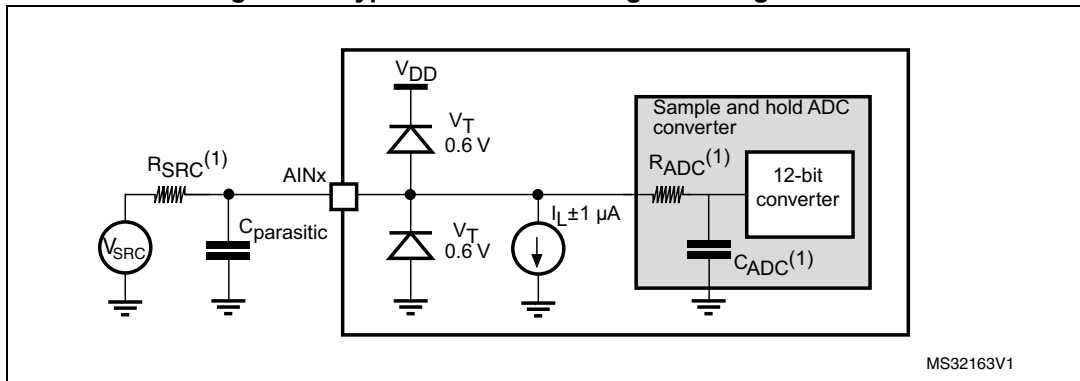 V_DD
Sample and hold ADC
converter
V_T
0.6 V
R_SRC(1)
AINx
R_ADC(1)
12-bit
converter
C_parasitic
V_T
0.6 V
I_L±1 µA
V_SRC
C_ADC(1)
MS32163V1